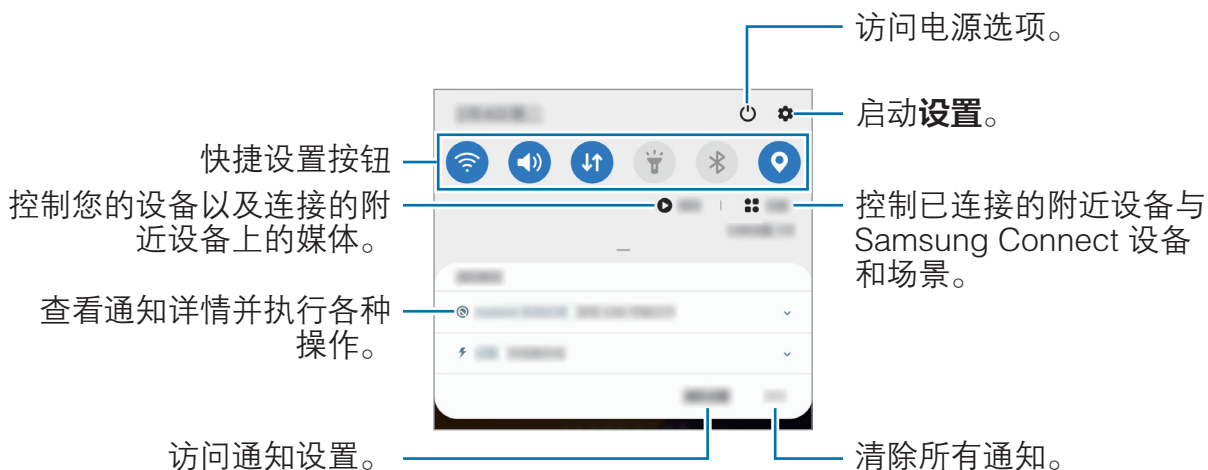 访问电源选项。
启动设置。
快捷设置按钮
控制您的设备以及连接的附
近设备上的媒体。
控制已连接的附近设备与
Samsung Connect 设备
和场景。
查看通知详情并执行各种
操作。
访问通知设置。
清除所有通知。